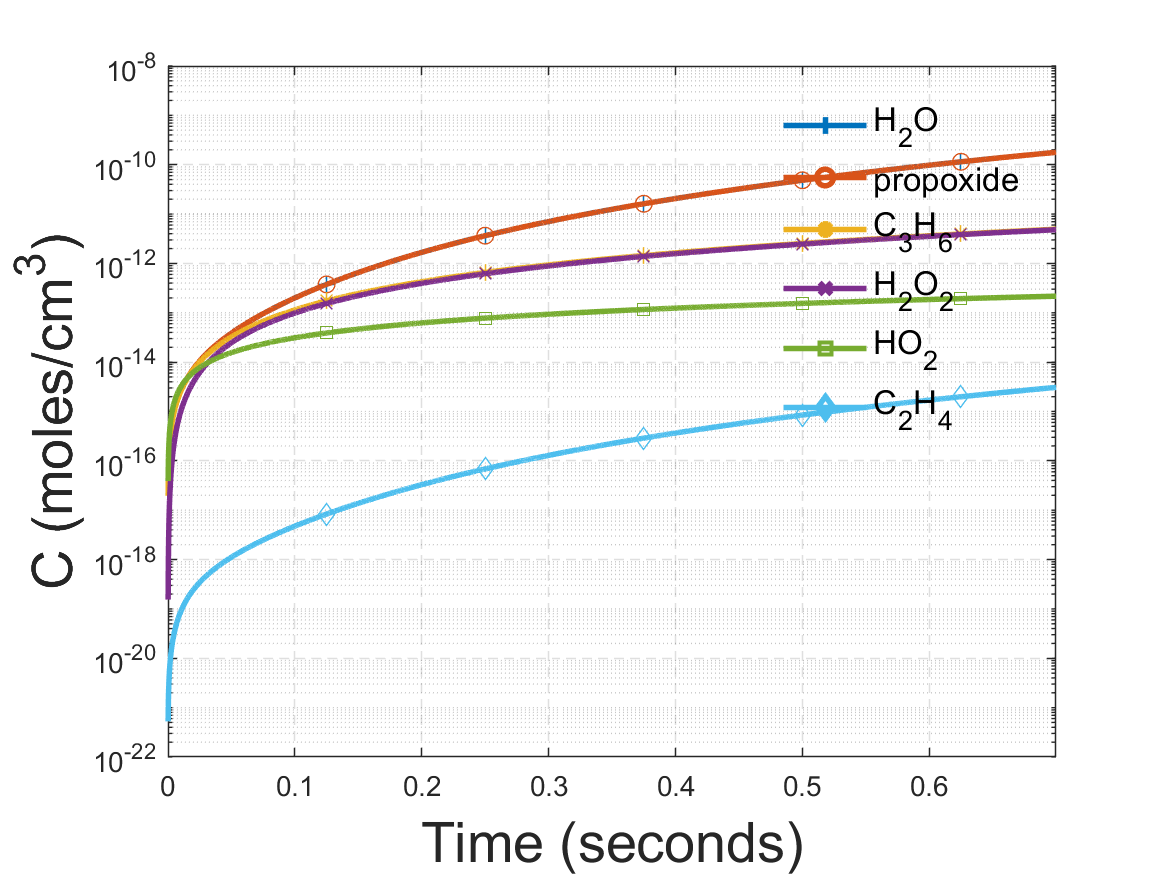 10⁻⁸
H₂O
10⁻¹⁰
propoxide
C₃H₆
10⁻¹²
H₂O₂
10⁻¹⁴
HO₂
C₂H₄
10⁻¹⁶
10⁻¹⁸
10⁻²⁰
10⁻²²
C (moles/cm³)
0 0.1 0.2 0.3 0.4 0.5 0.6
Time (seconds)